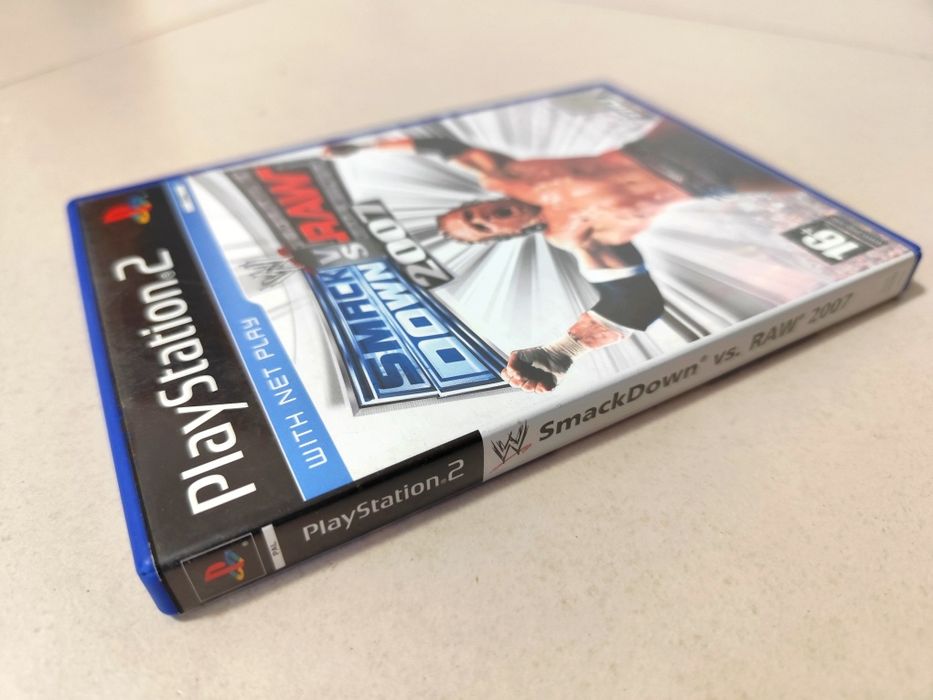 PlayStation®2
WITH NET PLAY
SMACK
DOWN
VS
RAW
2007
16+
PAL
PlayStation®2
W
SmackDown® vs. RAW® 2007